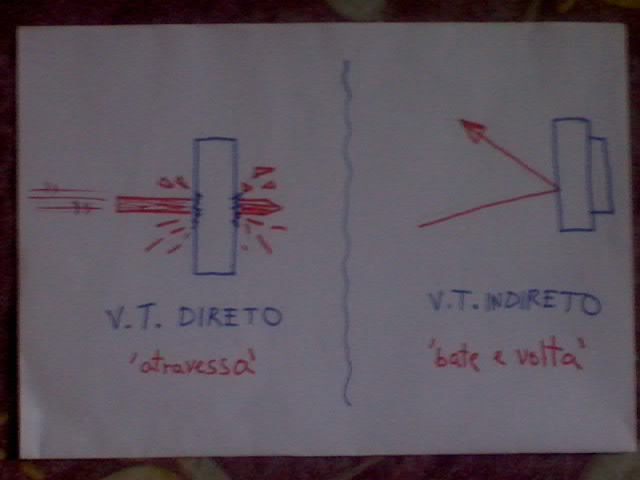 V.T. DIRETO
'atravessa'
V.T. INDIRETO
'bate e volta'